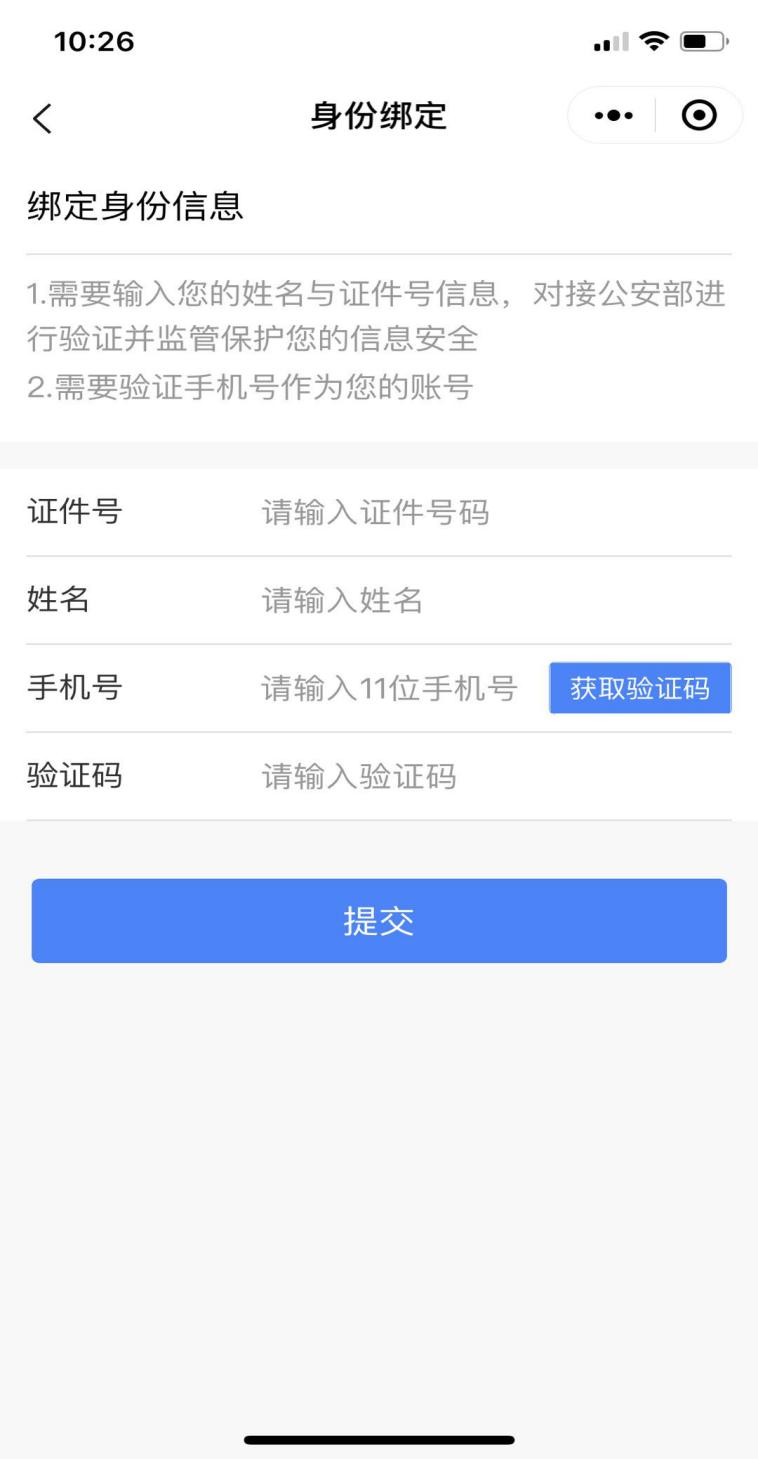 10:26
身份绑定
绑定身份信息
1.需要输入您的姓名与证件号信息，对接公安部进
行验证并监管保护您的信息安全
2.需要验证手机号作为您的账号
证件号 请输入证件号码
姓名 请输入姓名
手机号 请输入11位手机号 获取验证码
验证码 请输入验证码
提交